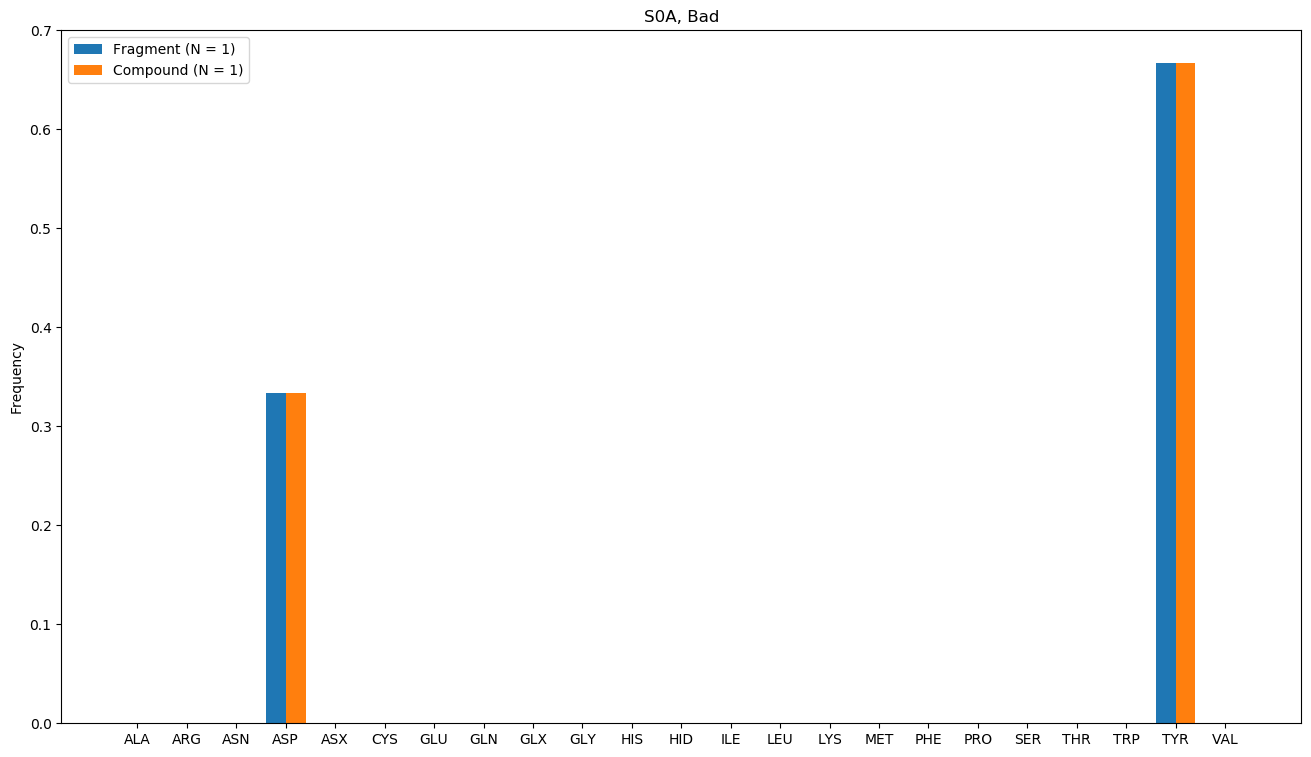 S0A, Bad
Fragment (N = 1)
Compound (N = 1)
Frequency
0.7
0.6
0.5
0.4
0.3
0.2
0.1
0.0
ALA ARG ASN ASP ASX CYS GLU GLN GLX GLY HIS HID ILE LEU LYS MET PHE PRO SER THR TRP TYR VAL